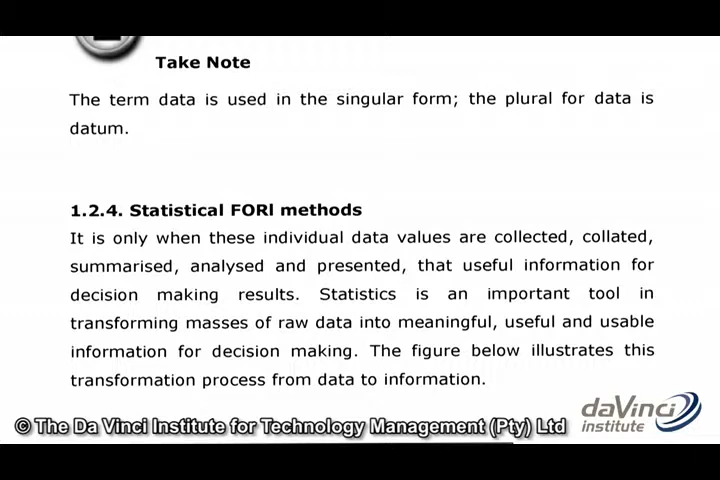 Take Note
The term data is used in the singular form; the plural for data is
datum.
1.2.4. Statistical FORl methods
It is only when these individual data values are collected, collated,
summarised, analysed and presented, that useful information for
decision making results. Statistics is an important tool in
transforming masses of raw data into meaningful, useful and usable
information for decision making. The figure below illustrates this
transformation process from data to information.
daVinci
institute
© The Da Vinci Institute for Technology Management (Pty) Ltd